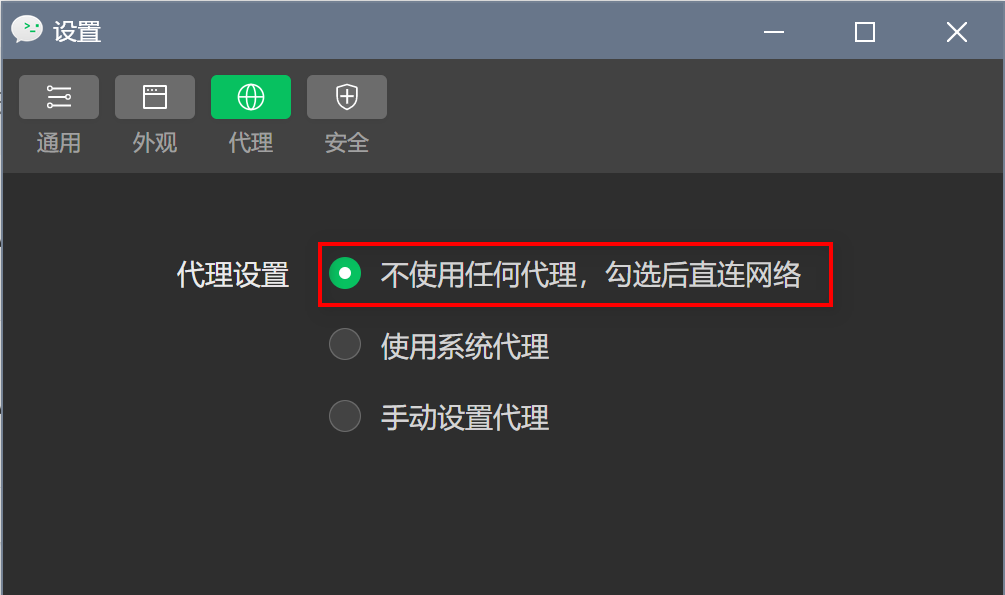 设置
通用 外观 代理 安全
代理设置 不使用任何代理，勾选后直连网络
使用系统代理
手动设置代理